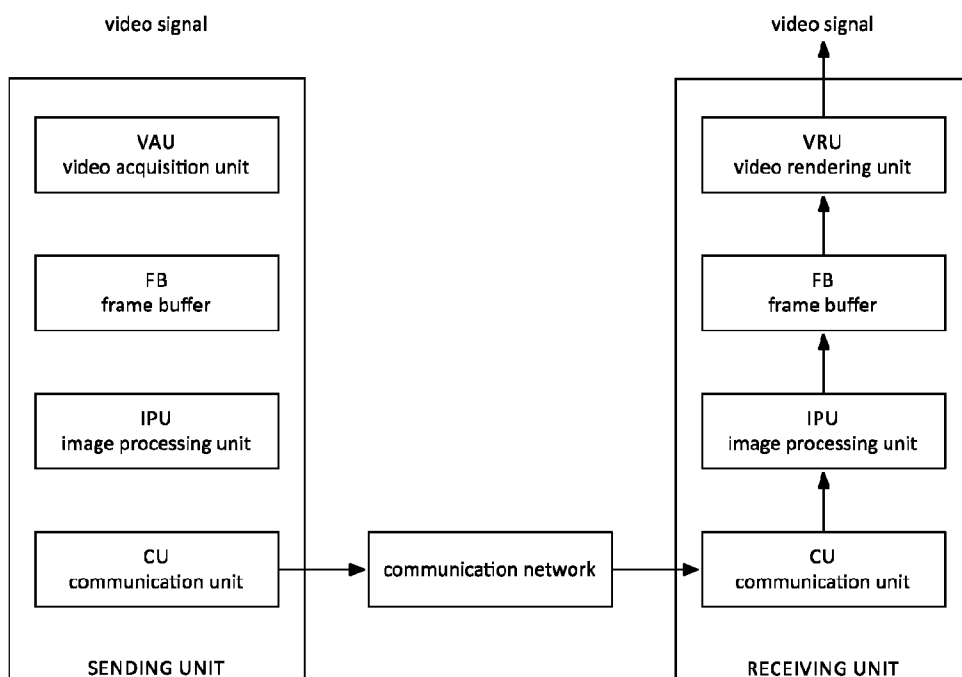 video signal
VAU
video acquisition unit
FB
frame buffer
IPU
image processing unit
CU
communication unit
SENDING UNIT
communication network
video signal
VRU
video rendering unit
FB
frame buffer
IPU
image processing unit
CU
communication unit
RECEIVING UNIT